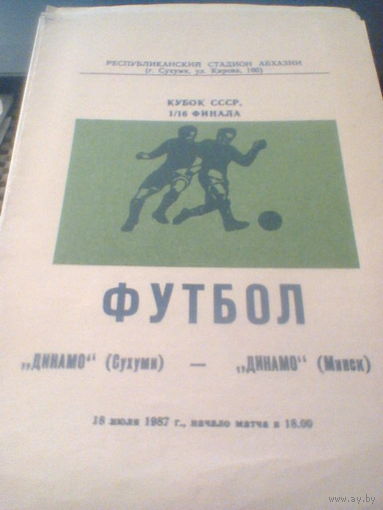 РЕСПУБЛИКАНСКИЙ СТАДИОН АБХАЗИИ
(г. Сухуми, ул. Кирова, 160)
КУБОК СССР,
1/16 ФИНАЛА
ФУТБОЛ
„ДИНАМО“ (Сухуми) — „ДИНАМО“ (Минск)
18 июля 1987 г., начало матча в 18.00
www.ay.by